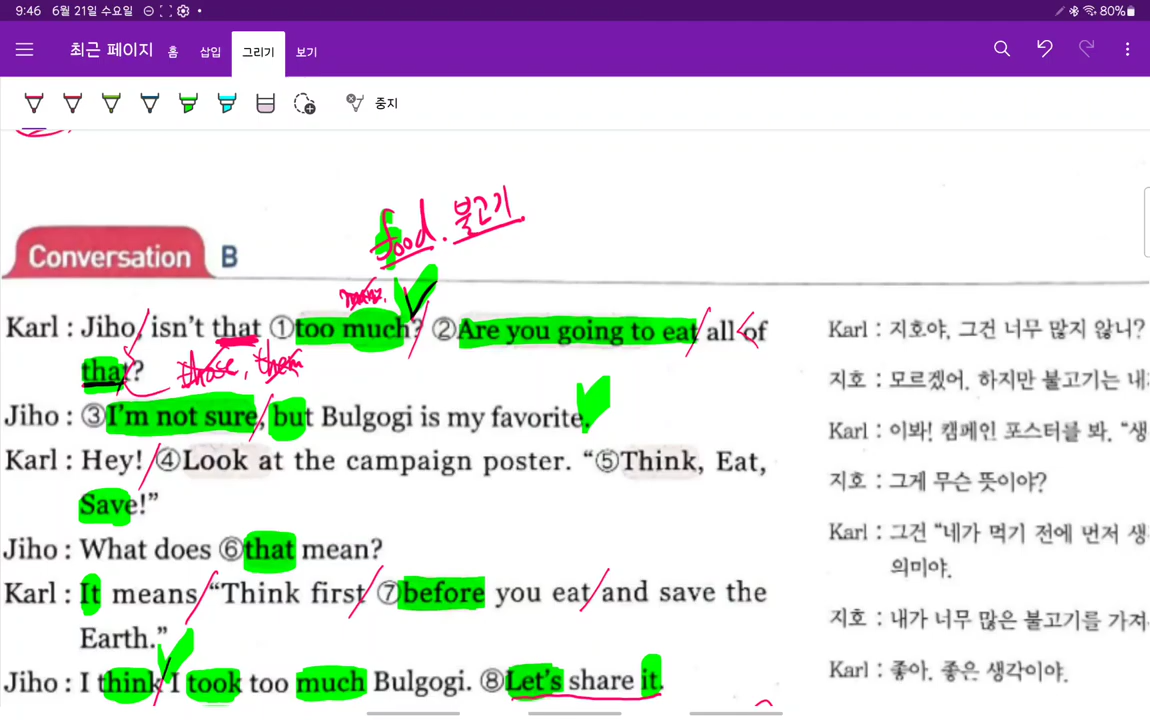 9:46 6월 21일 수요일
80%
최근 페이지 홈 삽입 그리기 보기
중지
food. 불고기
Conversation B
many.
Karl : Jiho, isn't that ①too much? ②Are you going to eat all of
that?
those, them
Jiho : ③I'm not sure, but Bulgogi is my favorite.
Karl : Hey! ④Look at the campaign poster. “⑤Think, Eat,
Save!”
Jiho : What does ⑥that mean?
Karl : It means “Think first ⑦before you eat and save the
Earth.”
Jiho : I think I took too much Bulgogi. ⑧Let's share it.
Karl : 지호야, 그건 너무 많지 않니?
지호 : 모르겠어, 하지만 불고기는 내
Karl : 이봐! 캠페인 포스터를 봐. “생
지호 : 그게 무슨 뜻이야?
Karl : 그건 “네가 먹기 전에 먼저 생
의미야.
지호 : 내가 너무 많은 불고기를 가져
Karl : 좋아. 좋은 생각이야.